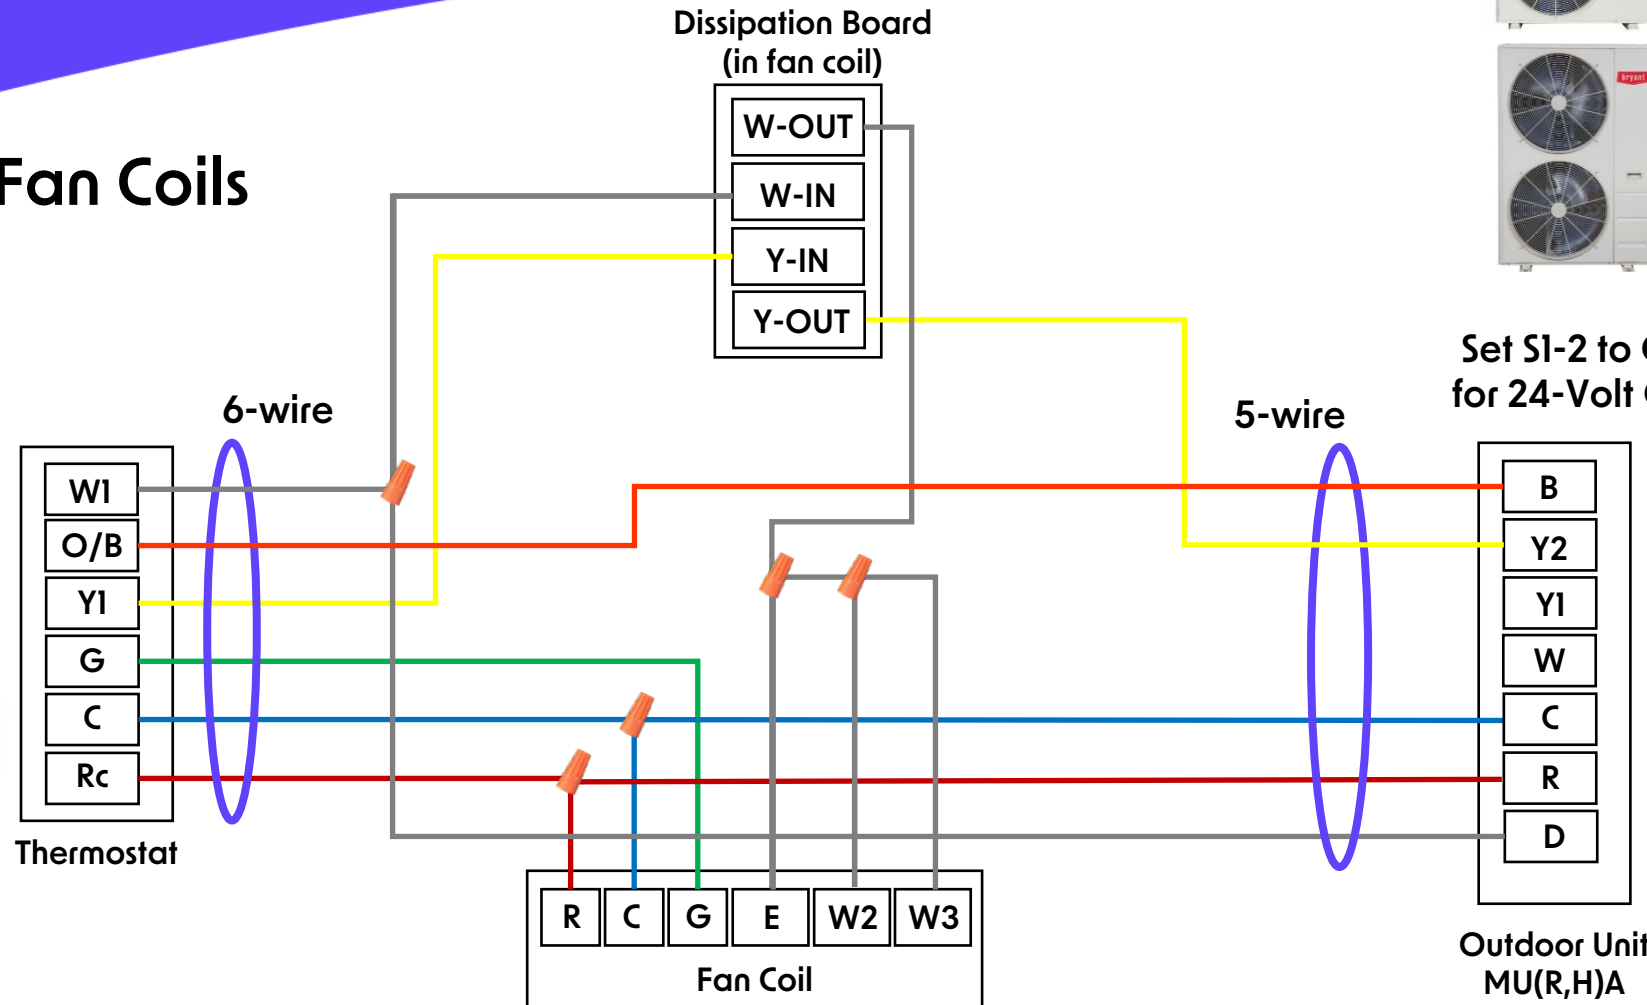 Dissipation Board
(in fan coil)
W-OUT
W-IN
Y-IN
Y-OUT
bryant
Fan Coils
Set S1-2 to
for 24-Volt
6-wire
5-wire
W1
O/B
Y1
G
C
Rc
Thermostat
B
Y2
Y1
W
C
R
D
R C G E W2 W3
Fan Coil
Outdoor Unit
MU(R,H)A